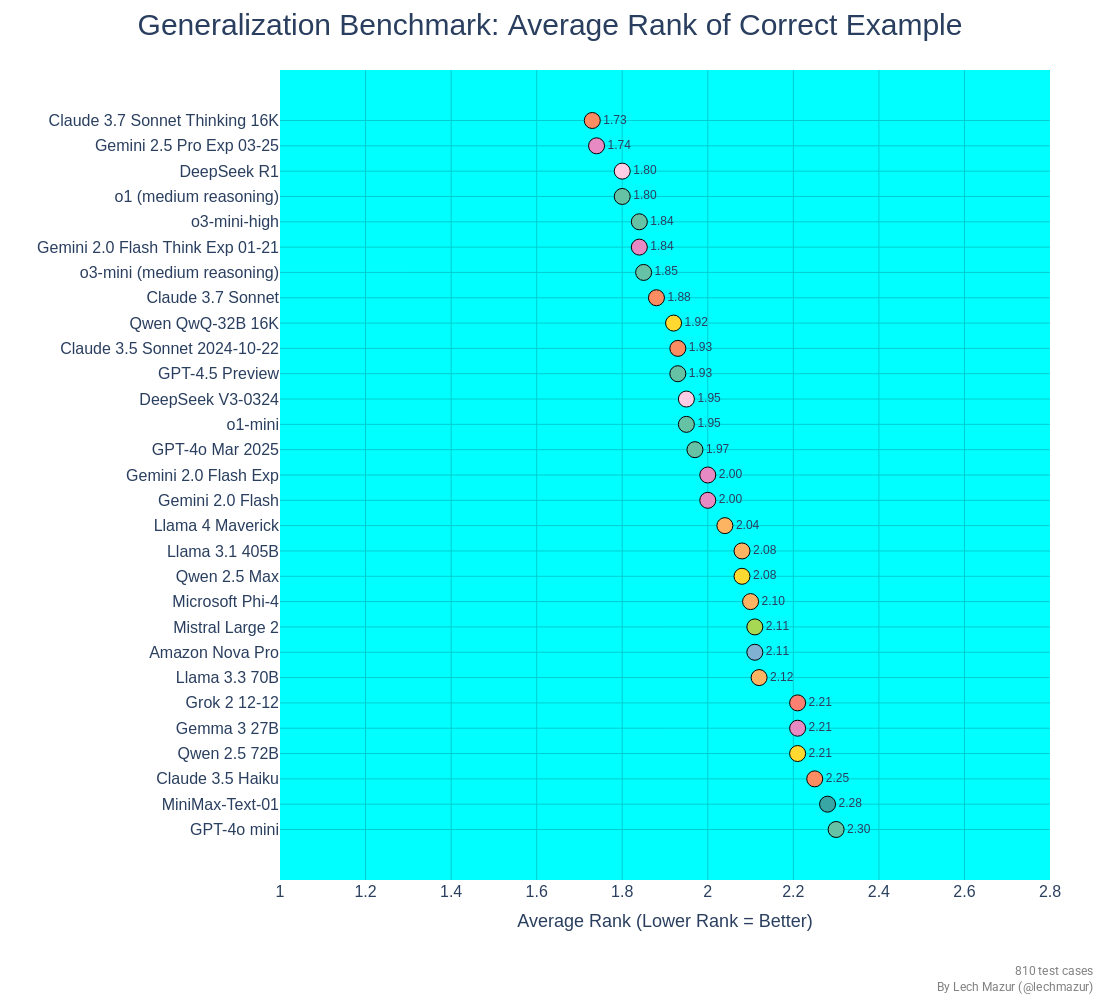 Generalization Benchmark: Average Rank of Correct Example
Claude 3.7 Sonnet Thinking 16K 1.73
Gemini 2.5 Pro Exp 03-25 1.74
DeepSeek R1 1.80
o1 (medium reasoning) 1.80
o3-mini-high 1.84
Gemini 2.0 Flash Think Exp 01-21 1.84
o3-mini (medium reasoning) 1.85
Claude 3.7 Sonnet 1.88
Qwen QwQ-32B 16K 1.92
Claude 3.5 Sonnet 2024-10-22 1.93
GPT-4.5 Preview 1.93
DeepSeek V3-0324 1.95
o1-mini 1.95
GPT-4o Mar 2025 1.97
Gemini 2.0 Flash Exp 2.00
Gemini 2.0 Flash 2.00
Llama 4 Maverick 2.04
Llama 3.1 405B 2.08
Qwen 2.5 Max 2.08
Microsoft Phi-4 2.10
Mistral Large 2 2.11
Amazon Nova Pro 2.11
Llama 3.3 70B 2.12
Grok 2 12-12 2.21
Gemma 3 27B 2.21
Qwen 2.5 72B 2.21
Claude 3.5 Haiku 2.25
MiniMax-Text-01 2.28
GPT-4o mini 2.30
1 1.2 1.4 1.6 1.8 2 2.2 2.4 2.6 2.8
Average Rank (Lower Rank = Better)
810 test cases
By Lech Mazur (@lechmazur)